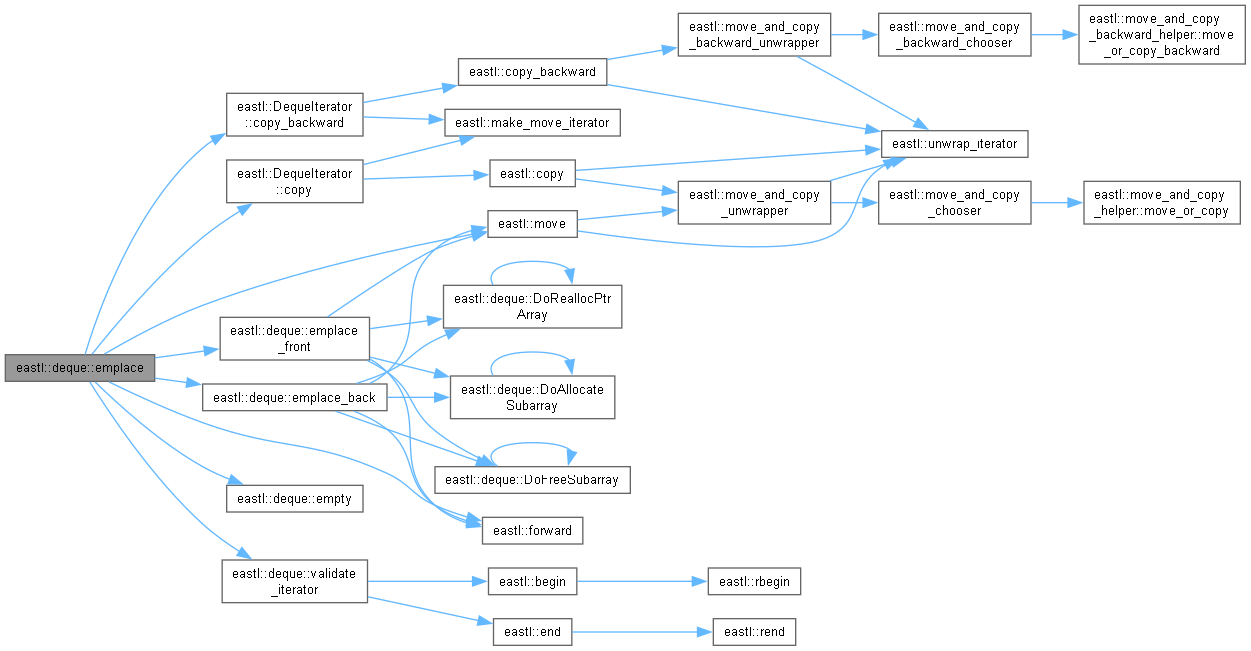 eastl::deque::emplace
eastl::DequeIterator
::copy_backward
eastl::DequeIterator
::copy
eastl::deque::emplace
_front
eastl::deque::emplace_back
eastl::deque::empty
eastl::deque::validate
_iterator
eastl::copy_backward
eastl::make_move_iterator
eastl::copy
eastl::move
eastl::deque::DoReallocPtr
Array
eastl::deque::DoAllocate
Subarray
eastl::deque::DoFreeSubarray
eastl::forward
eastl::begin
eastl::end
eastl::move_and_copy
_backward_unwrapper
eastl::move_and_copy
_unwrapper
eastl::rbegin
eastl::rend
eastl::move_and_copy
_backward_chooser
eastl::unwrap_iterator
eastl::move_and_copy
_chooser
eastl::move_and_copy
_backward_helper::move
_or_copy_backward
eastl::move_and_copy
_helper::move_or_copy